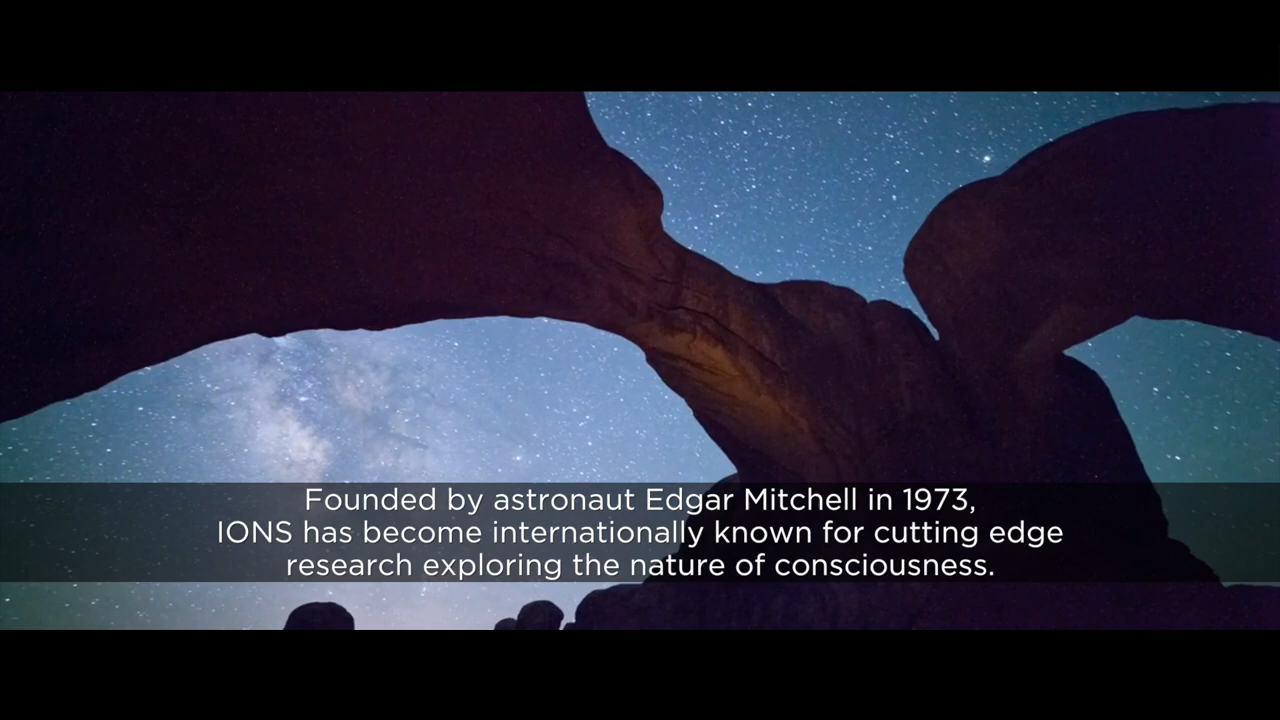 Founded by astronaut Edgar Mitchell in 1973,
IONS has become internationally known for cutting edge
research exploring the nature of consciousness.